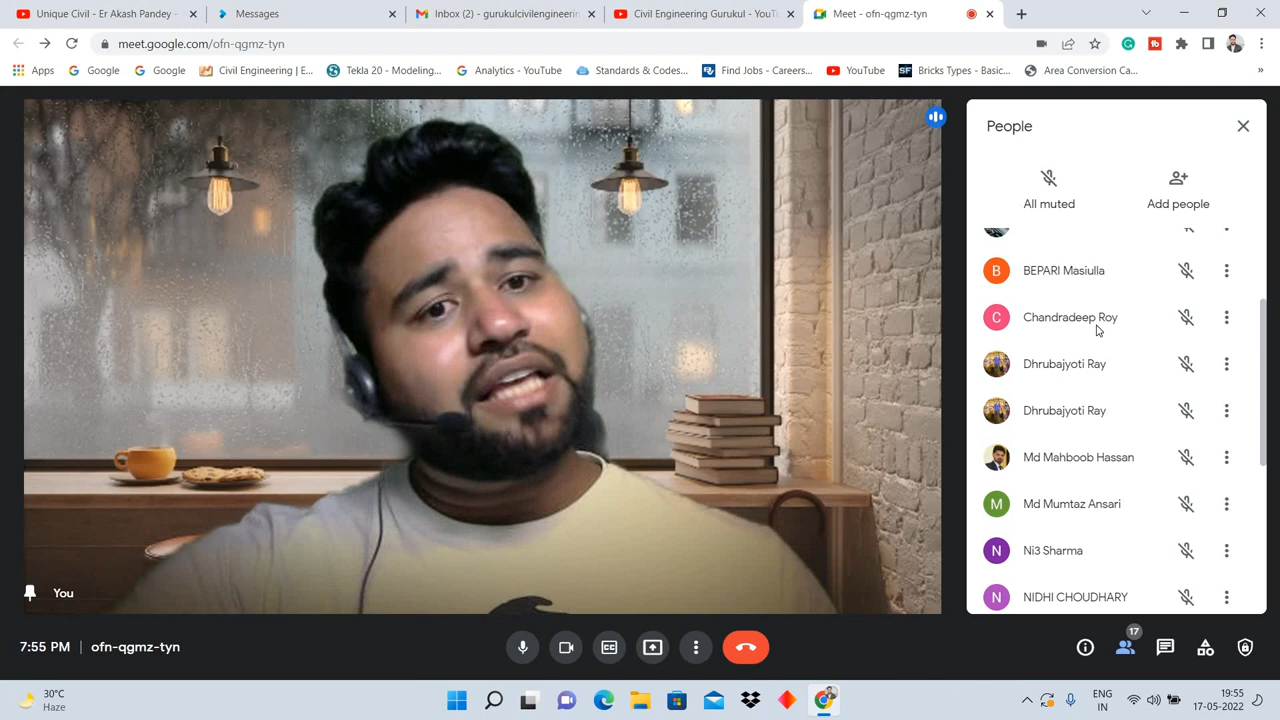 Unique Civil - Er Akash Pandey -
Messages
Inbox (2) - gurukulcivilengineerin
Civil Engineering Gurukul - YouTu
Meet - ofn-qgmz-tyn
meet.google.com/ofn-qgmz-tyn
Apps
Google
Google
Civil Engineering | E...
Tekla 20 - Modeling...
Analytics - YouTube
Standards & Codes...
Find Jobs - Careers...
YouTube
SF
Bricks Types - Basic...
Area Conversion Ca...
»
People
All muted
Add people
B
BEPARI Masiulla
C
Chandradeep Roy
Dhrubajyoti Ray
Dhrubajyoti Ray
Md Mahboob Hassan
M
Md Mumtaz Ansari
N
Ni3 Sharma
N
NIDHI CHOUDHARY
You
7:55 PM | ofn-qgmz-tyn
CC
17
30°C
Haze
ENG
IN
19:55
17-05-2022